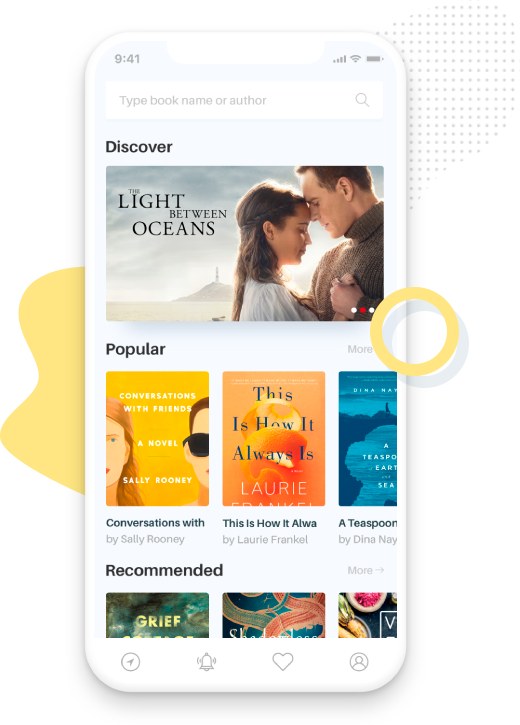 9:41
Type book name or author
Discover
THE
LIGHT
BETWEEN
OCEANS
Popular
More
CONVERSATIONS
WITH FRIENDS
A NOVEL
SALLY ROONEY
This
Is How It
Always Is
LAURIE
FRANKEL
DINA NAY
A
TEASPO
EART
SEA
Conversations with
by Sally Rooney
This Is How It Alwa
by Laurie Frankel
A Teaspoon
by Dina Nay
Recommended
More →
GRIEF